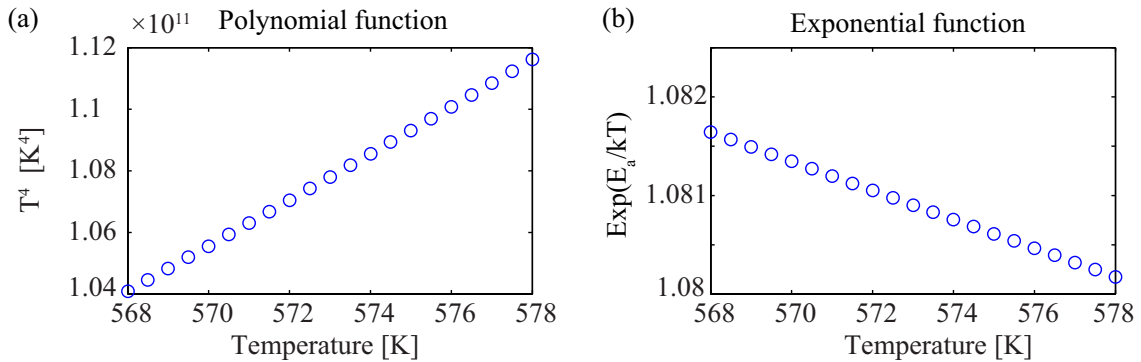 (a)
×10¹¹
Polynomial function
1.12
1.1
1.08
1.06
1.04
T⁴ [K⁴]
568
570
572
574
576
578
Temperature [K]
(b)
Exponential function
1.082
1.081
1.08
Exp(Eₐ/kT)
568
570
572
574
576
578
Temperature [K]